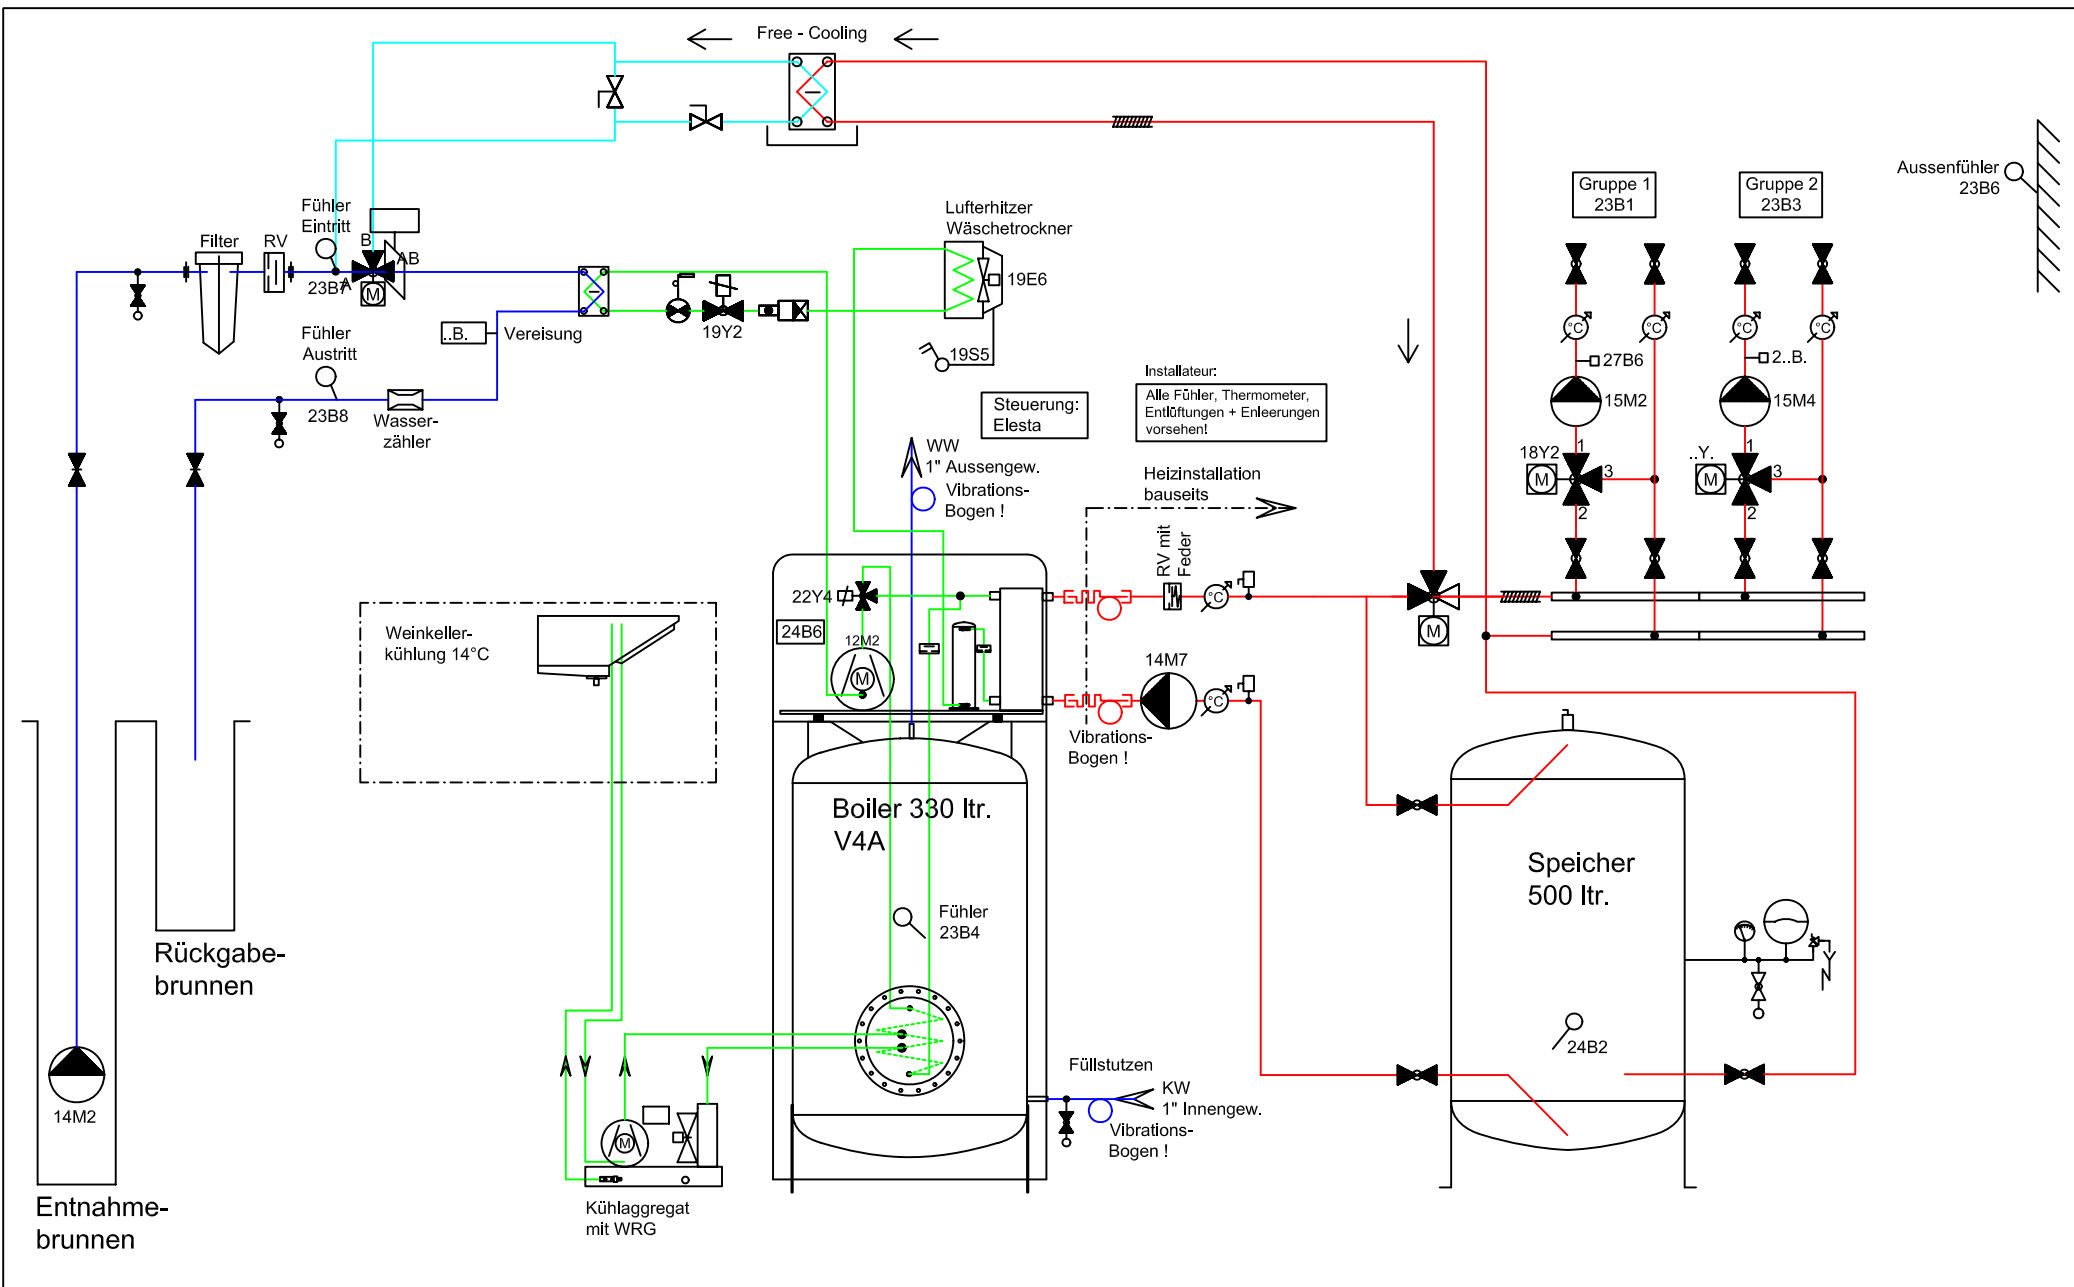 Free - Cooling
Aussenfühler
23B6
Gruppe 1
23B1
Gruppe 2
23B3
Fühler
Eintritt
Filter
RV
B
AB
A
23B7
M
Lufterhitzer
Wäschetrockner
19E6
19Y2
19S5
..B.
Vereisung
Fühler
Austritt
23B8
Wasser-
zähler
°C
°C
°C
°C
27B6
2..B.
15M2
15M4
Steuerung:
Elesta
Installateur:
Alle Fühler, Thermometer,
Entlüftungen + Enleerungen
vorsehen!
WW
1" Aussengew.
Vibrations-
Bogen !
Heizinstallation
bauseits
18Y2
M
1
3
2
..Y.
M
1
3
2
RV mit
Feder
22Y4
24B6
12M2
M
°C
M
Weinkeller-
kühlung 14°C
14M7
°C
Vibrations-
Bogen !
Boiler 330 ltr.
V4A
Speicher
500 ltr.
Fühler
23B4
24B2
Rückgabe-
brunnen
14M2
Füllstutzen
KW
1" Innengew.
Vibrations-
Bogen !
M
Kühlaggregat
mit WRG
Entnahme-
brunnen